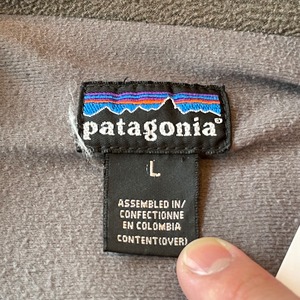 patagonia®
L
ASSEMBLED IN/
CONFECTIONNE
EN COLOMBIA
CONTENT(OVER)